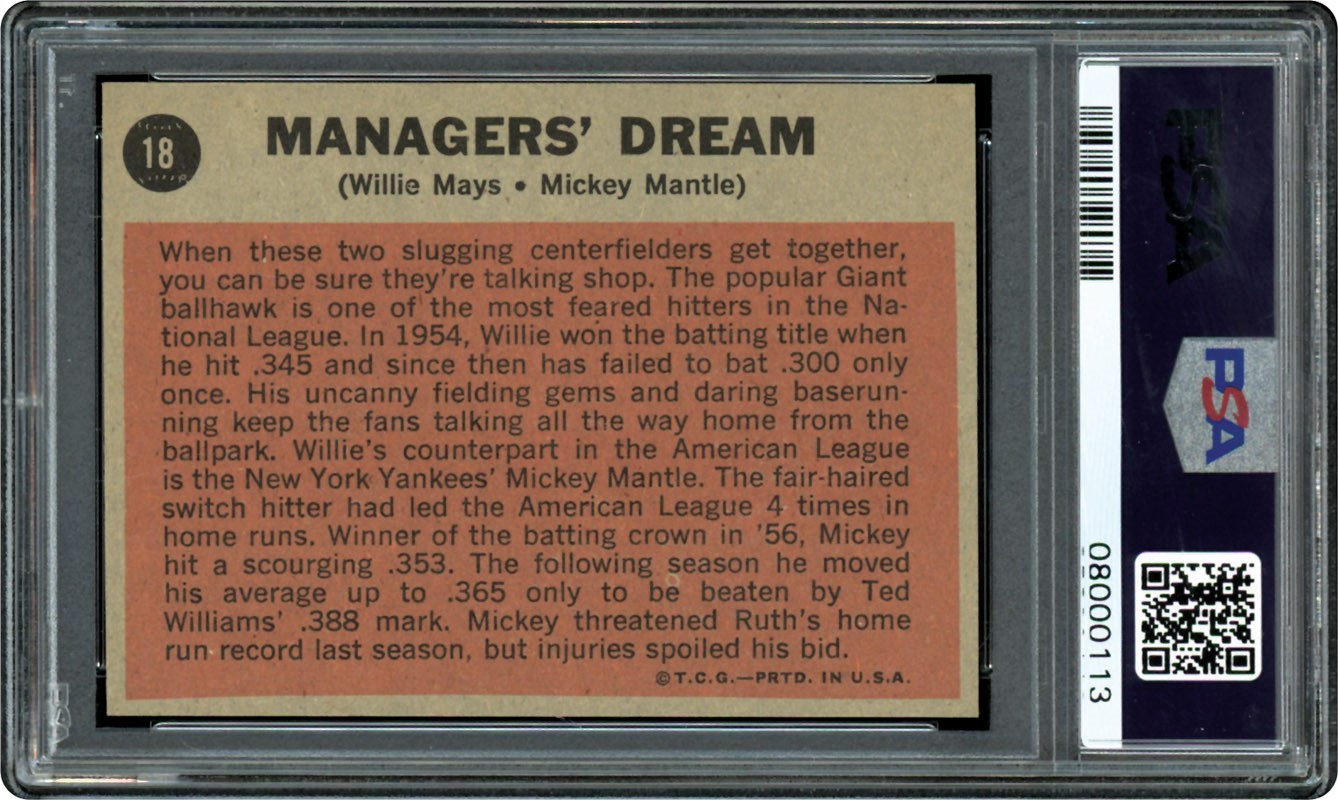 18
MANAGERS' DREAM
(Willie Mays • Mickey Mantle)
When these two slugging centerfielders get together,
you can be sure they're talking shop. The popular Giant
ballhawk is one of the most feared hitters in the Na-
tional League. In 1954, Willie won the batting title when
he hit .345 and since then has failed to bat .300 only
once. His uncanny fielding gems and daring baserun-
ning keep the fans talking all the way home from the
ballpark. Willie's counterpart in the American League
is the New York Yankees' Mickey Mantle. The fair-haired
switch hitter had led the American League 4 times in
home runs. Winner of the batting crown in '56, Mickey
hit a scourging .353. The following season he moved
his average up to .365 only to be beaten by Ted
Williams' .388 mark. Mickey threatened Ruth's home
run record last season, but injuries spoiled his bid.
©T.C.G.—PRTD. IN U.S.A.
PSA
PSA
08000113
PSA